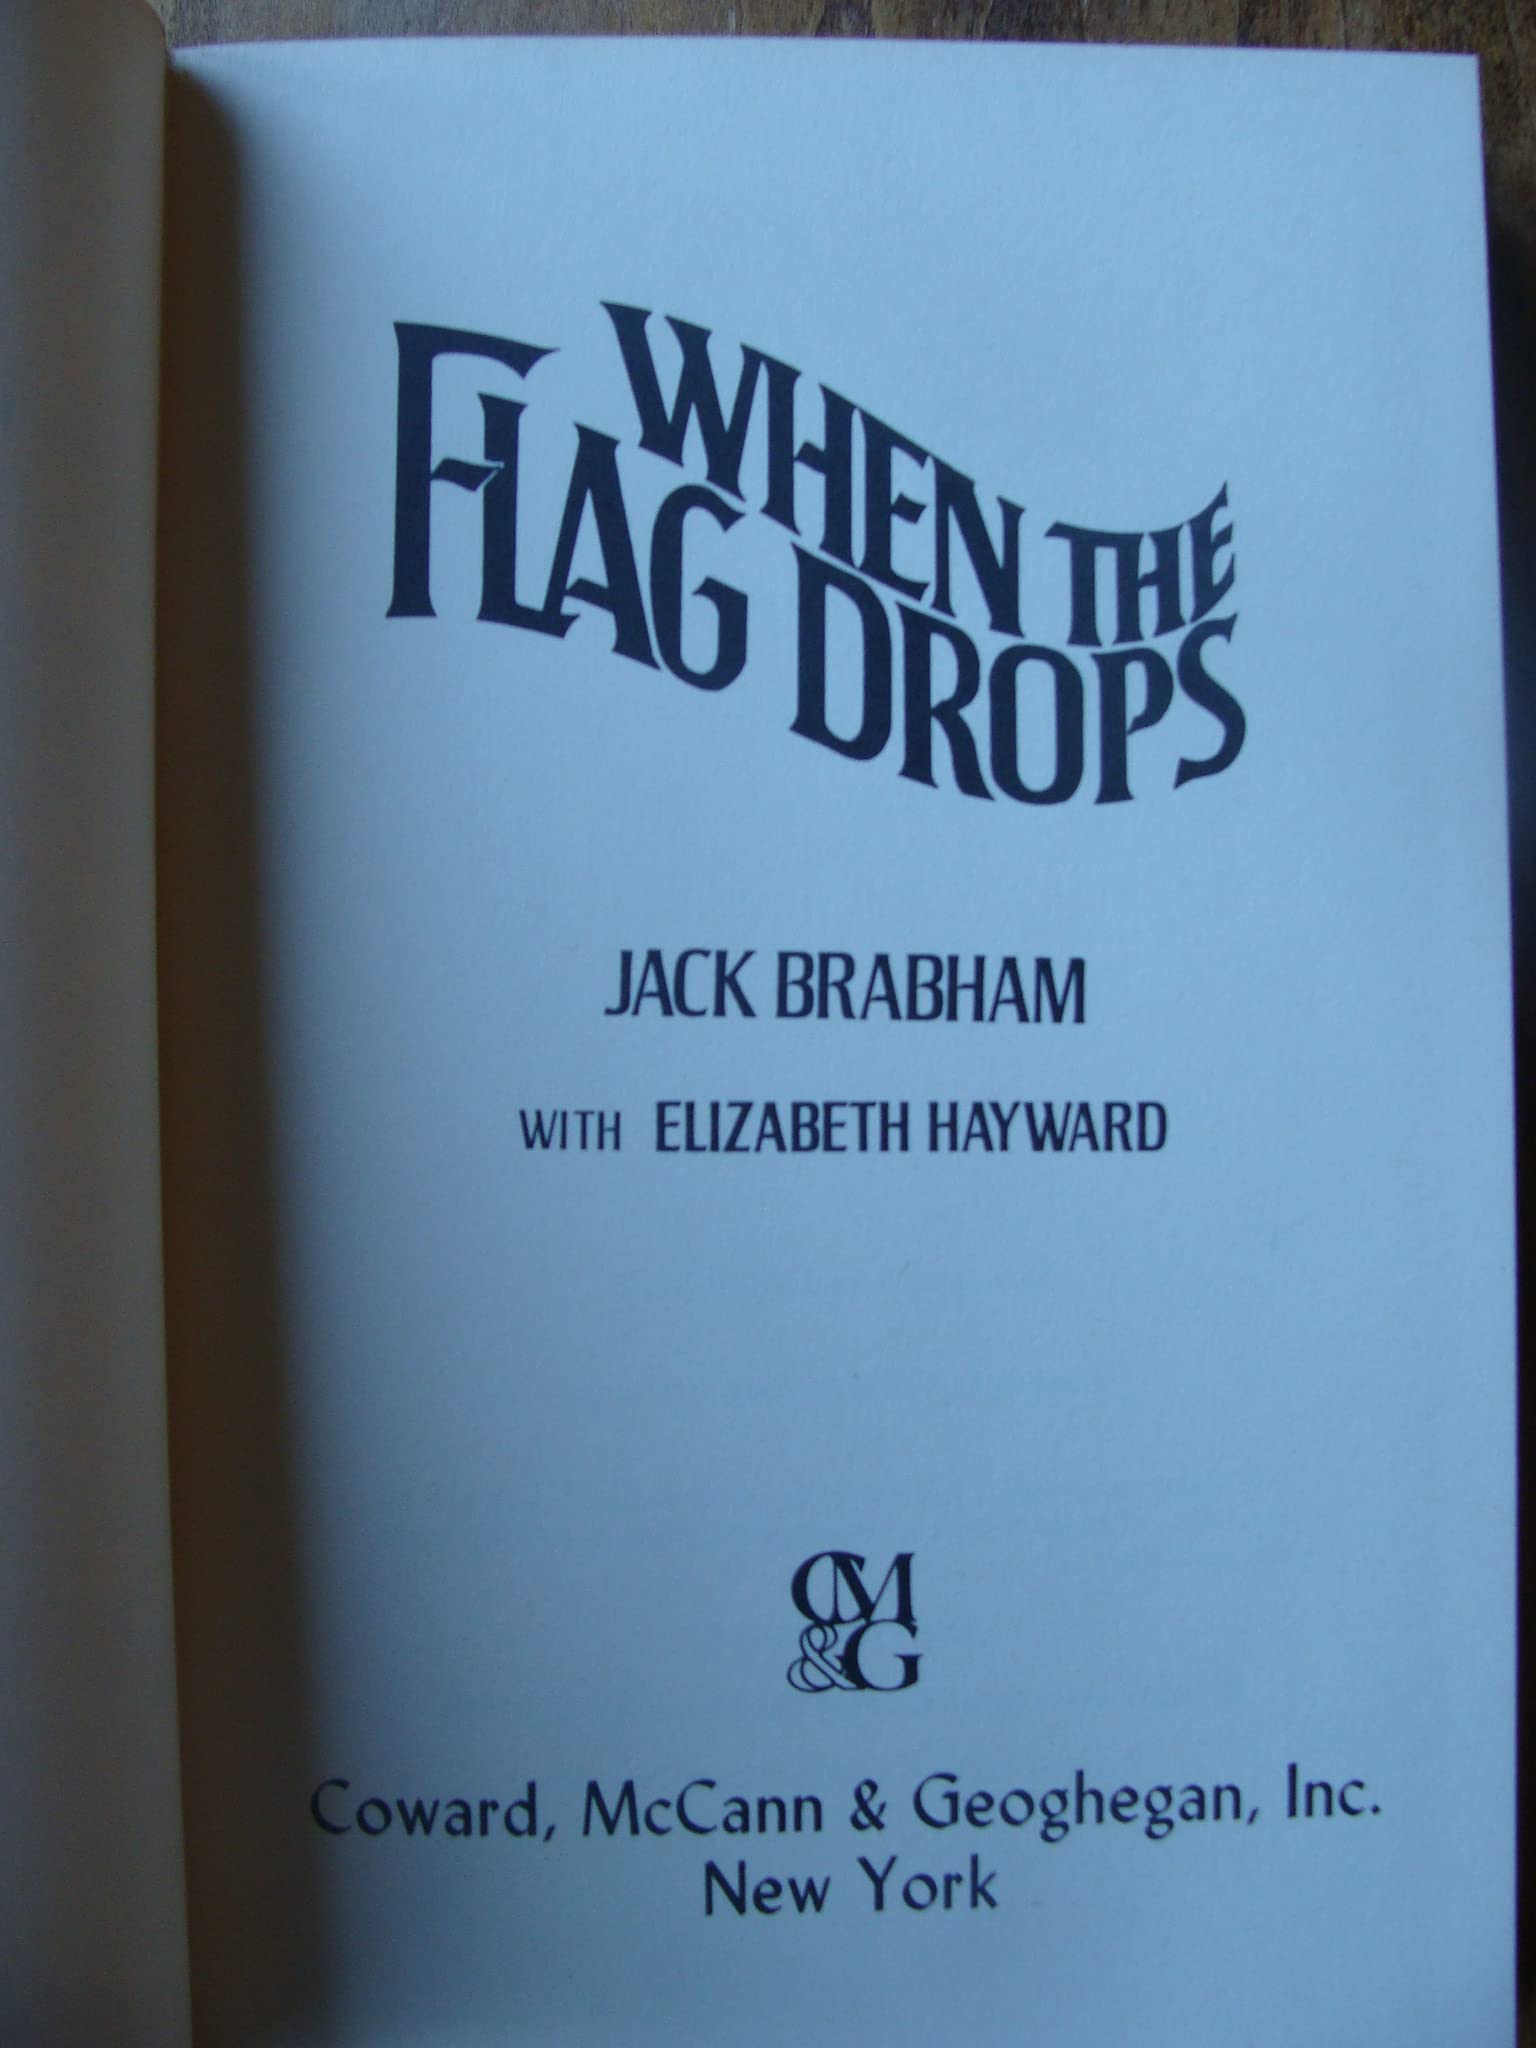 WHEN THE
FLAG DROPS
JACK BRABHAM
WITH ELIZABETH HAYWARD
CM
&G
Coward, McCann & Geoghegan, Inc.
New York